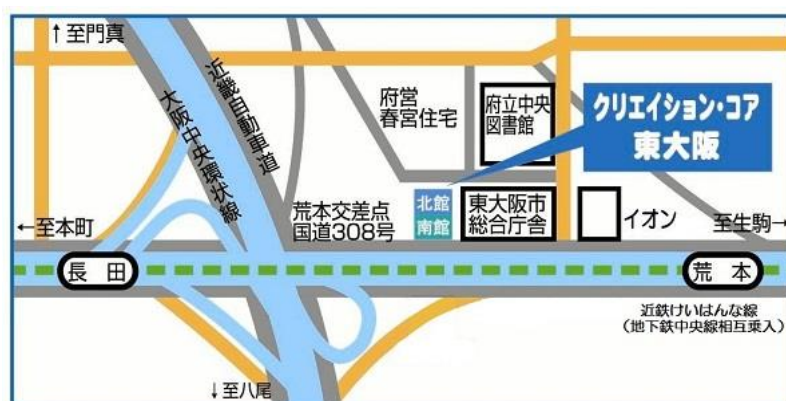 ↑至門真
近畿自動車道
大阪中央環状線
府営
春宮住宅
府立中央
図書館
クリエイション・コア
東大阪
←至本町
荒本交差点
国道308号
北館
南館
東大阪市
総合庁舎
イオン
至生駒→
長田
荒本
近鉄けいはんな線
(地下鉄中央線相互乗入)
↓至八尾